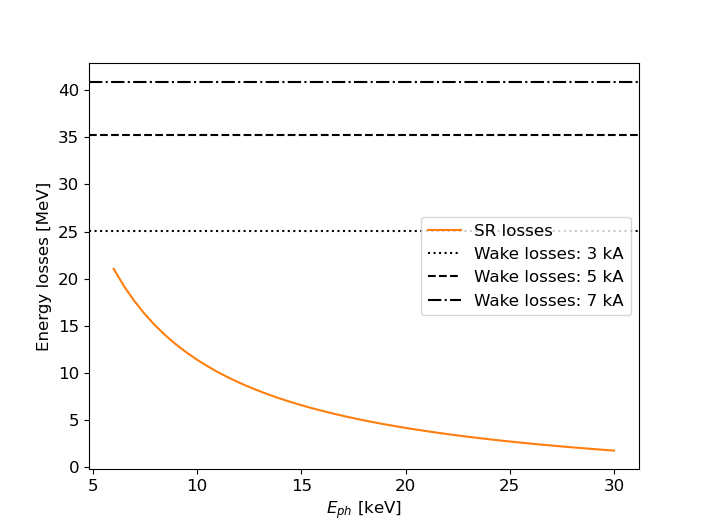 40
35
30
25
20
15
10
5
0
Energy losses [MeV]
SR losses
Wake losses: 3 kA
Wake losses: 5 kA
Wake losses: 7 kA
5 10 15 20 25 30
E_ph [keV]